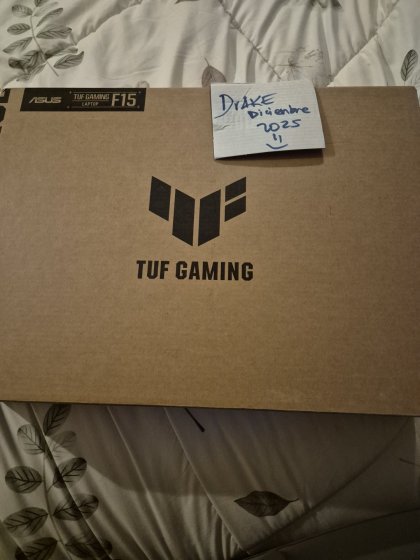 ASUS
TUF GAMING
LAPTOP
F15
DrAKE
Diciembre
2025
TUF GAMING